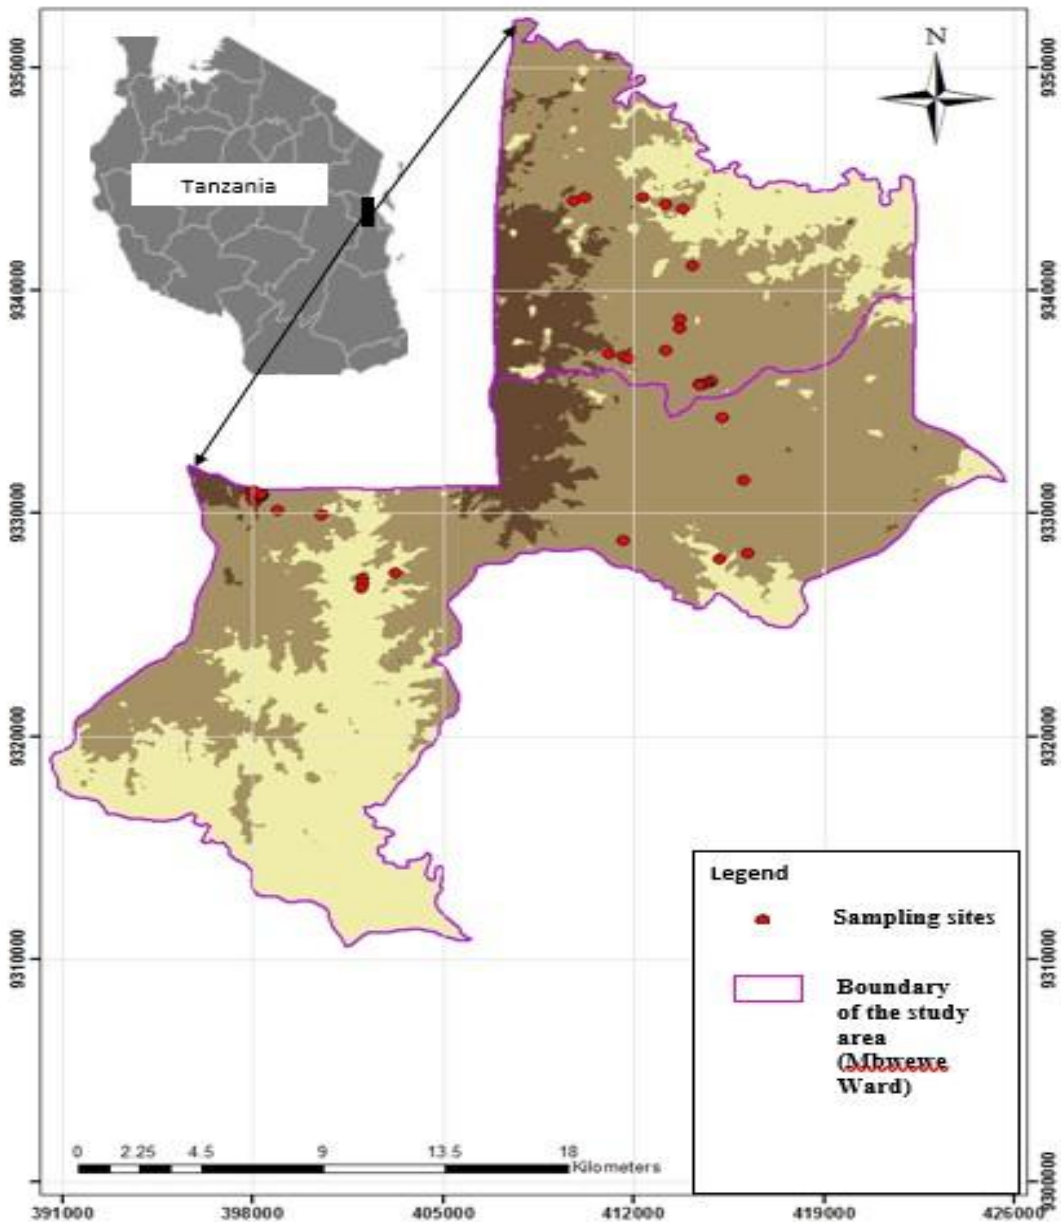 N
Tanzania
9350000
9340000
9330000
9320000
9310000
9350000
9340000
9330000
9320000
9310000
9300000
Legend
Sampling sites
Boundary
of the study
area
(Mbwewe
Ward)
0 2.25 4.5 9 13.5 18
Kilometers
391000 398000 405000 412000 419000 426000